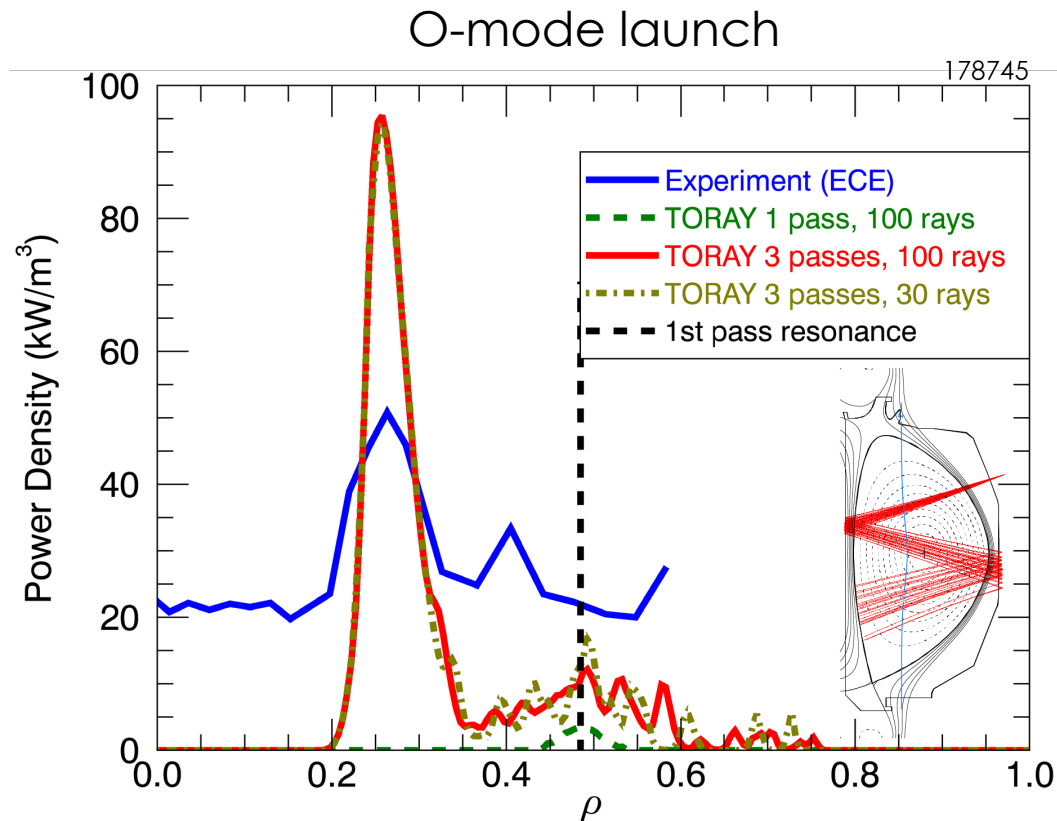 O-mode launch
178745
100
80
60
40
20
0
Power Density (kW/m³)
Experiment (ECE)
TORAY 1 pass, 100 rays
TORAY 3 passes, 100 rays
TORAY 3 passes, 30 rays
1st pass resonance
0.0
0.2
0.4
0.6
0.8
1.0
ρ